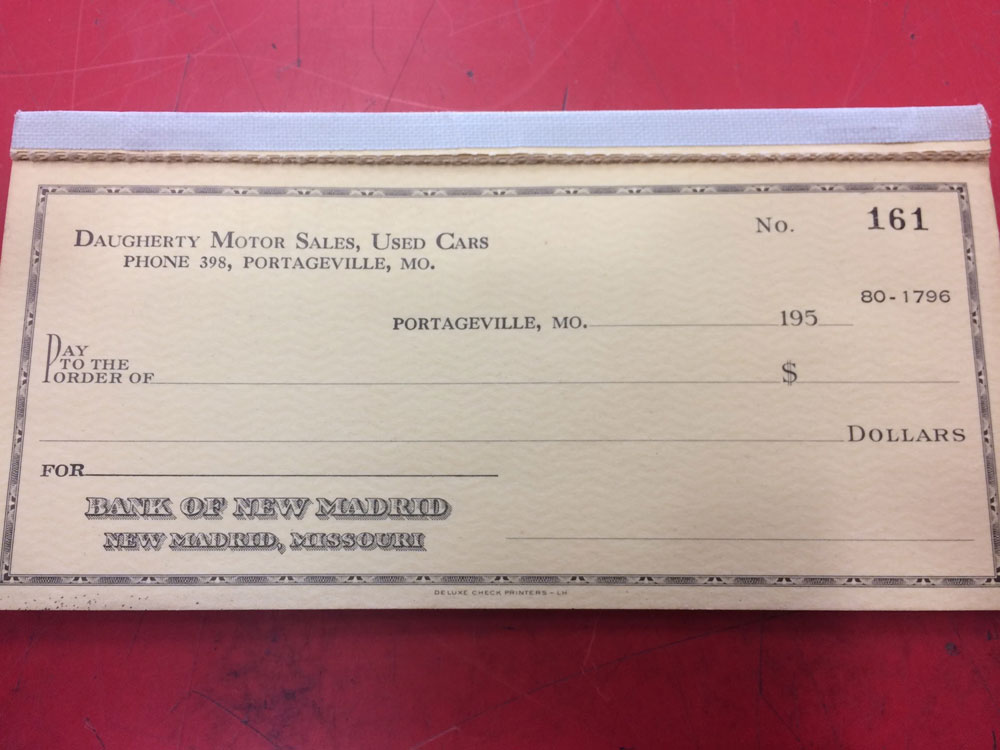 DAUGHERTY MOTOR SALES, USED CARS
No. 161
PHONE 398, PORTAGEVILLE, MO.
80-1796
PORTAGEVILLE, MO. 195
PAY
TO THE
ORDER OF $
DOLLARS
FOR
BANK OF NEW MADRID
NEW MADRID, MISSOURI
DELUXE CHECK PRINTERS - LH